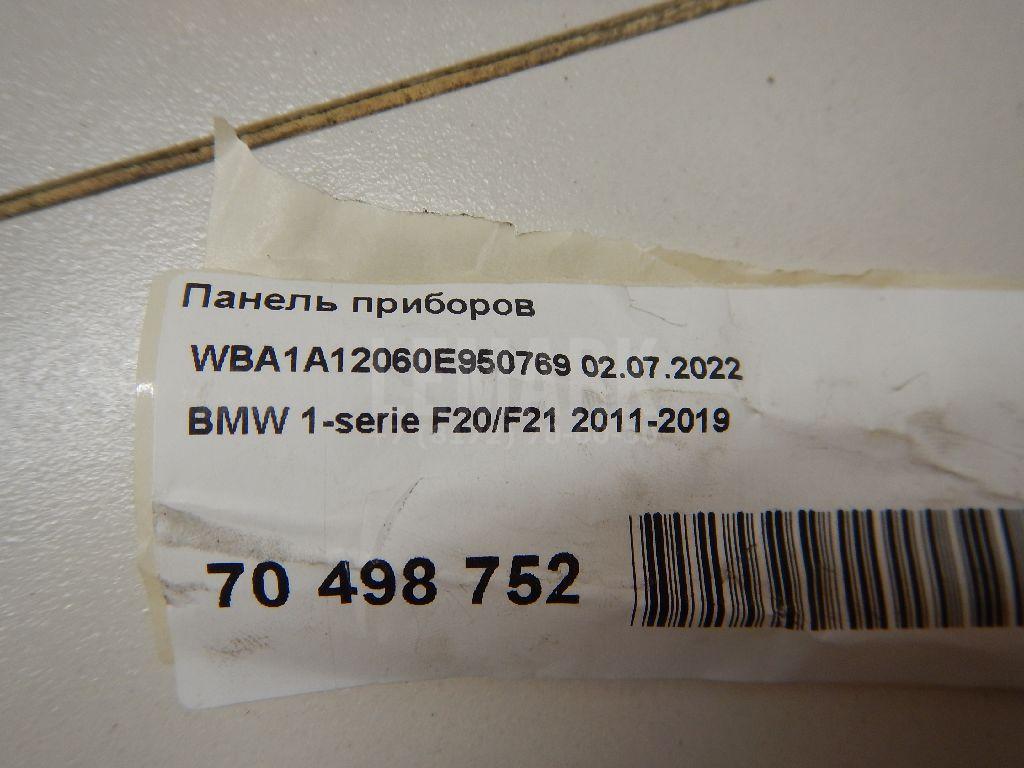 Панель приборов
WBA1A12060E950769 02.07.2022
BMW 1-serie F20/F21 2011-2019
70 498 752